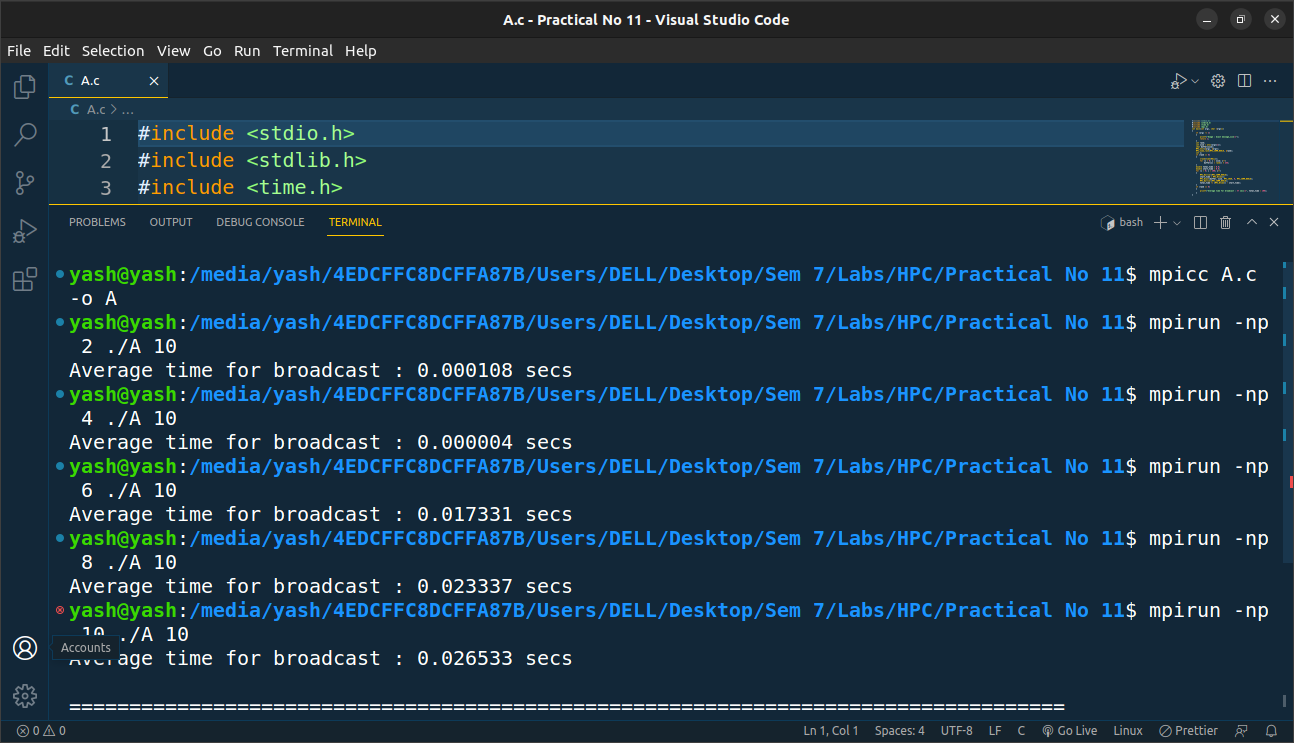 A.c - Practical No 11 - Visual Studio Code
File Edit Selection View Go Run Terminal Help
C A.c
C A.c > ...
1 #include <stdio.h>
2 #include <stdlib.h>
3 #include <time.h>
PROBLEMS OUTPUT DEBUG CONSOLE TERMINAL
bash
yash@yash:/media/yash/4EDCFFC8DCFFA87B/Users/DELL/Desktop/Sem 7/Labs/HPC/Practical No 11$ mpicc A.c
-o A
yash@yash:/media/yash/4EDCFFC8DCFFA87B/Users/DELL/Desktop/Sem 7/Labs/HPC/Practical No 11$ mpirun -np
2 ./A 10
Average time for broadcast : 0.000108 secs
yash@yash:/media/yash/4EDCFFC8DCFFA87B/Users/DELL/Desktop/Sem 7/Labs/HPC/Practical No 11$ mpirun -np
4 ./A 10
Average time for broadcast : 0.000004 secs
yash@yash:/media/yash/4EDCFFC8DCFFA87B/Users/DELL/Desktop/Sem 7/Labs/HPC/Practical No 11$ mpirun -np
6 ./A 10
Average time for broadcast : 0.017331 secs
yash@yash:/media/yash/4EDCFFC8DCFFA87B/Users/DELL/Desktop/Sem 7/Labs/HPC/Practical No 11$ mpirun -np
8 ./A 10
Average time for broadcast : 0.023337 secs
yash@yash:/media/yash/4EDCFFC8DCFFA87B/Users/DELL/Desktop/Sem 7/Labs/HPC/Practical No 11$ mpirun -np
10 ./A 10
Accounts
Average time for broadcast : 0.026533 secs
===================================================================================
0 0 Ln 1, Col 1 Spaces: 4 UTF-8 LF C Go Live Linux Prettier